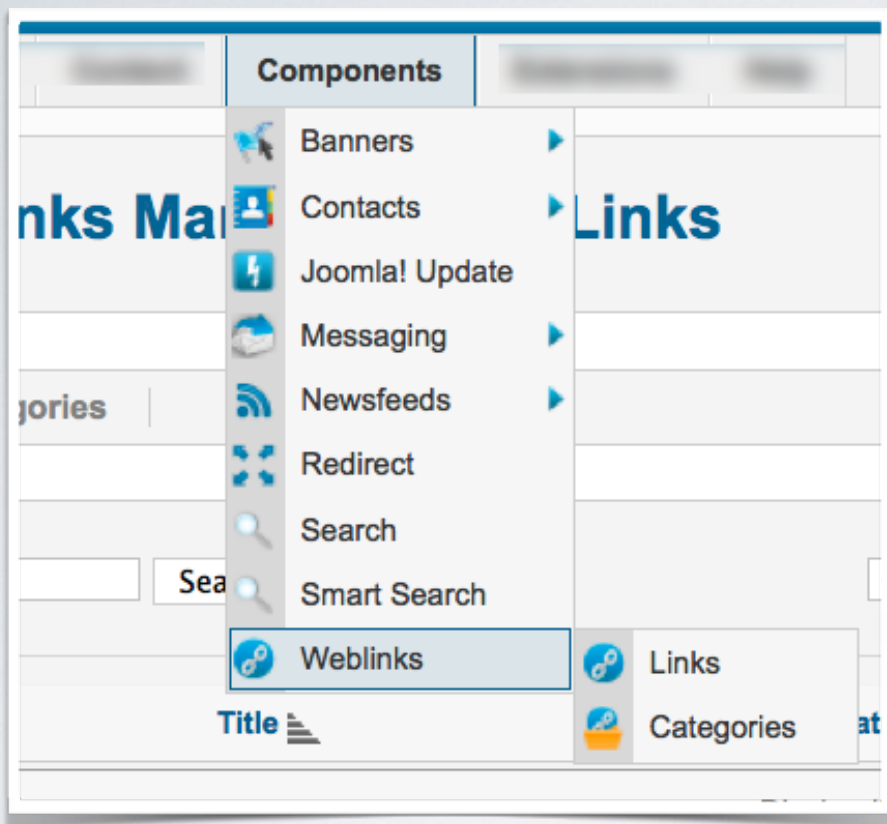 Components
Banners
nks Ma Links
Contacts
Joomla! Update
Messaging
gories
Newsfeeds
Redirect
Search
Sea
Smart Search
Weblinks
Links
Title
Categories
at